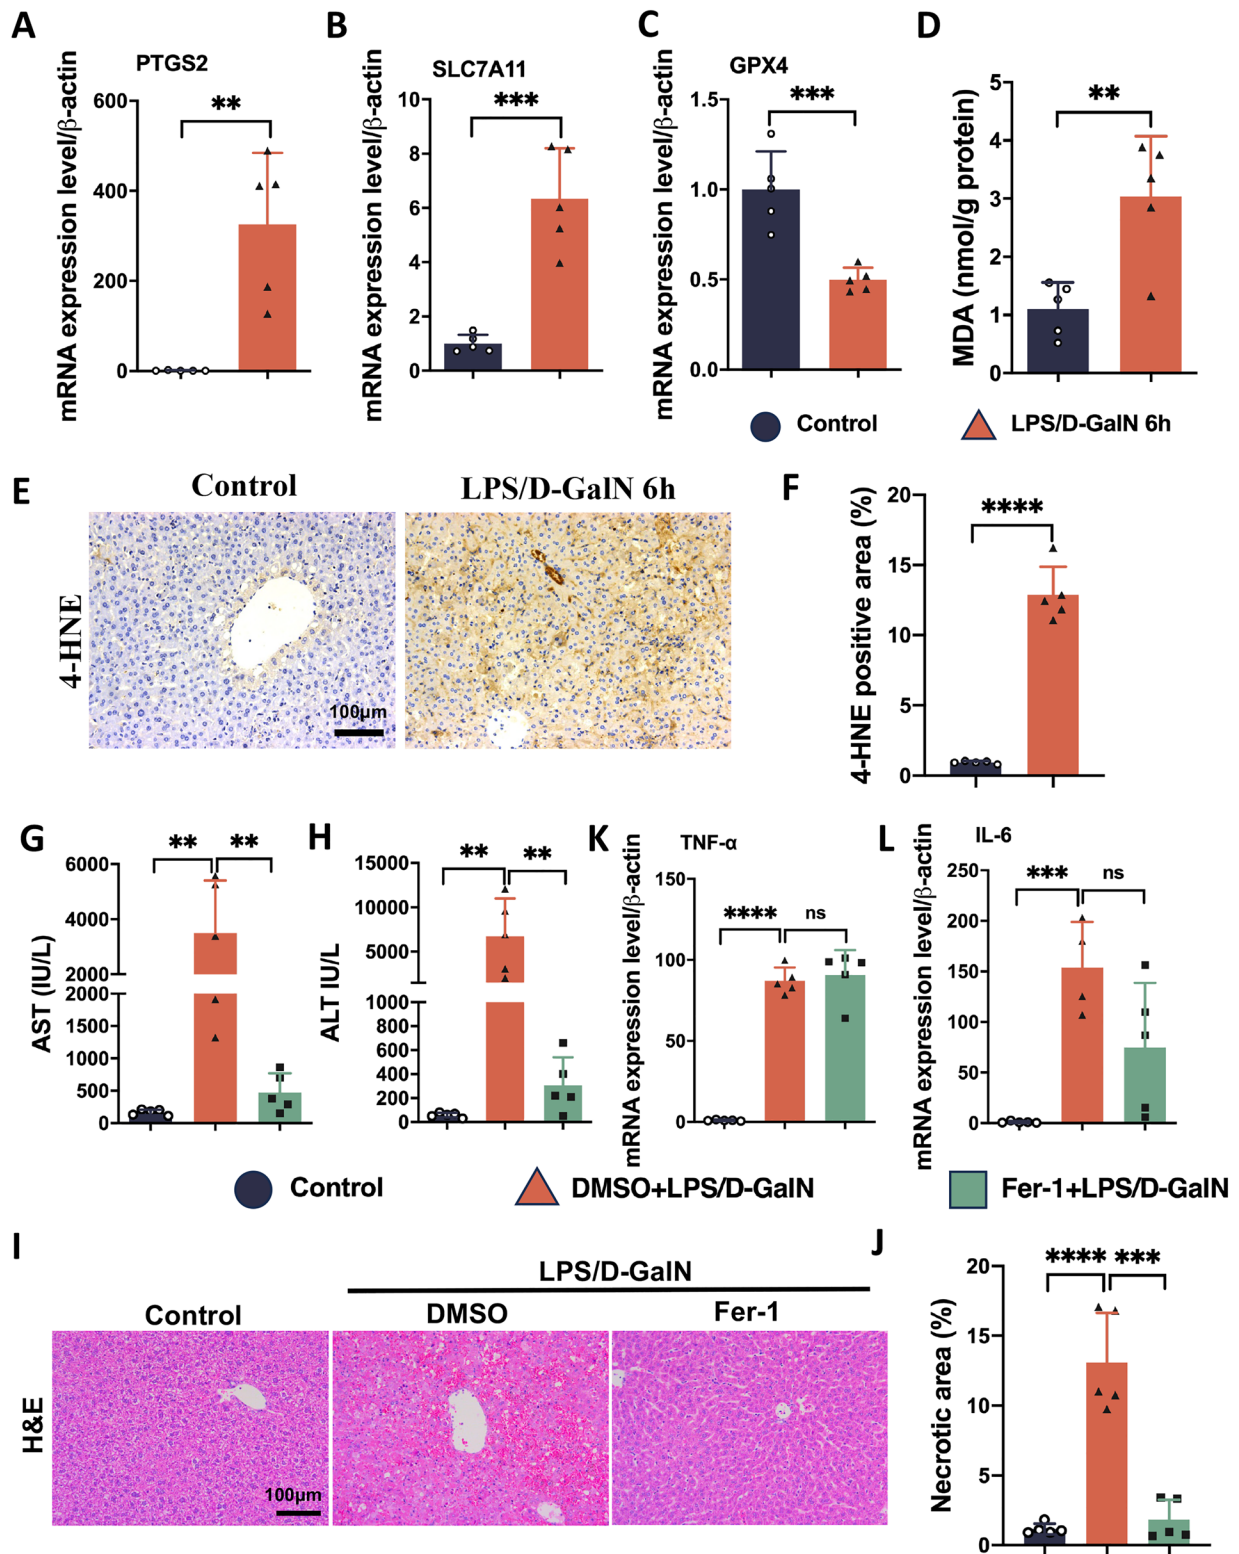 A
PTGS2
mRNA expression level/β-actin
600
400
200
0
**
B
SLC7A11
mRNA expression level/β-actin
10
8
6
4
2
0
***
C
GPX4
mRNA expression level/β-actin
1.5
1.0
0.5
0.0
***
D
MDA (nmol/g protein)
5
4
3
2
1
0
**
Control
LPS/D-GalN 6h
E
Control
LPS/D-GalN 6h
4-HNE
100μm
F
4-HNE positive area (%)
20
15
10
5
0
****
G
AST (IU/L)
6000
4000
2000
2000
1500
1000
500
0
**
**
H
ALT IU/L
15000
10000
5000
1000
800
600
400
200
0
**
**
K
TNF-α
mRNA expression level/β-actin
150
100
50
0
****
ns
L
IL-6
mRNA expression level/β-actin
250
200
150
100
50
0
***
ns
Control
DMSO+LPS/D-GalN
Fer-1+LPS/D-GalN
I
LPS/D-GalN
Control
DMSO
Fer-1
H&E
100μm
J
Necrotic area (%)
20
15
10
5
0
****
***